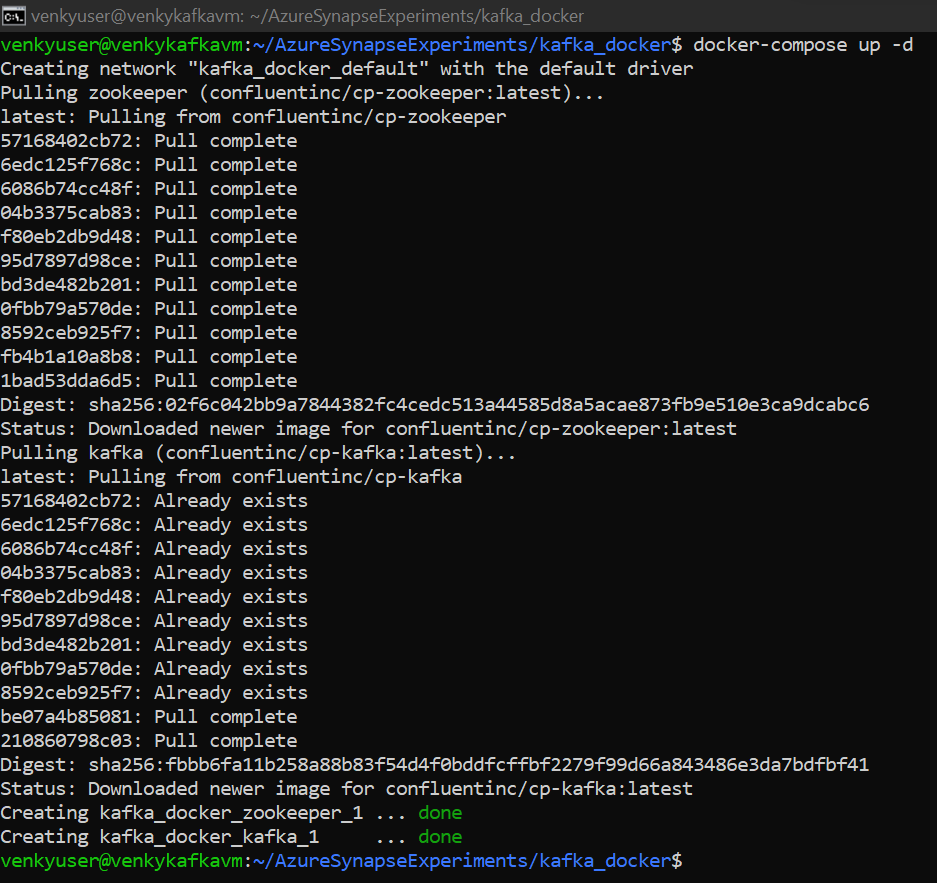 venkyuser@venkykafkavm: ~/AzureSynapseExperiments/kafka_docker
venkyuser@venkykafkavm:~/AzureSynapseExperiments/kafka_docker$ docker-compose up -d
Creating network "kafka_docker_default" with the default driver
Pulling zookeeper (confluentinc/cp-zookeeper:latest)...
latest: Pulling from confluentinc/cp-zookeeper
57168402cb72: Pull complete
6edc125f768c: Pull complete
6086b74cc48f: Pull complete
04b3375cab83: Pull complete
f80eb2db9d48: Pull complete
95d7897d98ce: Pull complete
bd3de482b201: Pull complete
0fbb79a570de: Pull complete
8592ceb925f7: Pull complete
fb4b1a10a8b8: Pull complete
1bad53dda6d5: Pull complete
Digest: sha256:02f6c042bb9a7844382fc4cedc513a44585d8a5acae873fb9e510e3ca9dcabc6
Status: Downloaded newer image for confluentinc/cp-zookeeper:latest
Pulling kafka (confluentinc/cp-kafka:latest)...
latest: Pulling from confluentinc/cp-kafka
57168402cb72: Already exists
6edc125f768c: Already exists
6086b74cc48f: Already exists
04b3375cab83: Already exists
f80eb2db9d48: Already exists
95d7897d98ce: Already exists
bd3de482b201: Already exists
0fbb79a570de: Already exists
8592ceb925f7: Already exists
be07a4b85081: Pull complete
210860798c03: Pull complete
Digest: sha256:fbbb6fa11b258a88b83f54d4f0bddfcffbf2279f99d66a843486e3da7bdfbf41
Status: Downloaded newer image for confluentinc/cp-kafka:latest
Creating kafka_docker_zookeeper_1 ... done
Creating kafka_docker_kafka_1     ... done
venkyuser@venkykafkavm:~/AzureSynapseExperiments/kafka_docker$